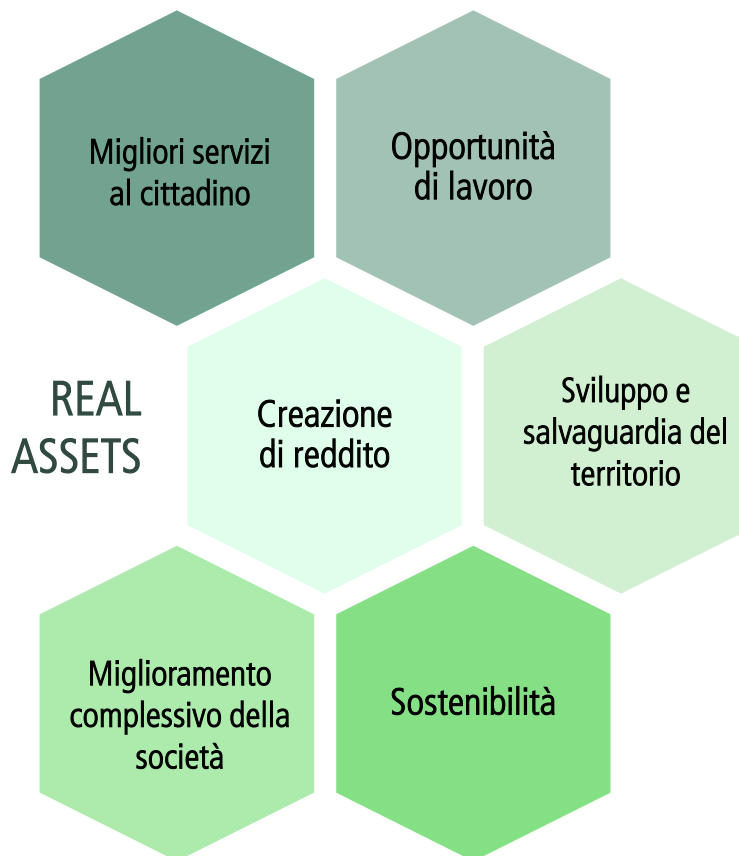 Migliori servizi
al cittadino
Opportunità
di lavoro
REAL
ASSETS
Creazione
di reddito
Sviluppo e
salvaguardia del
territorio
Miglioramento
complessivo della
società
Sostenibilità